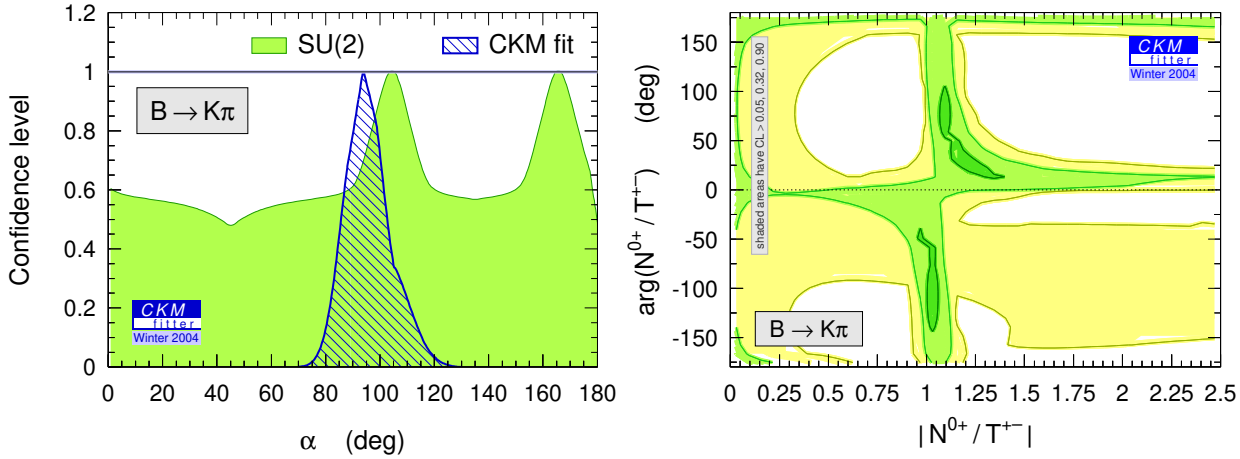 1.2
1
0.8
0.6
0.4
0.2
0
Confidence level
SU(2)
CKM fit
B → Kπ
CKM
fitter
Winter 2004
0 20 40 60 80 100 120 140 160 180
α (deg)
150
100
50
0
-50
-100
-150
arg(N⁰⁺ / T⁺⁻) (deg)
shaded areas have CL > 0.05, 0.32, 0.90
CKM
fitter
Winter 2004
B → Kπ
0 0.25 0.5 0.75 1 1.25 1.5 1.75 2 2.25 2.5
| N⁰⁺ / T⁺⁻ |